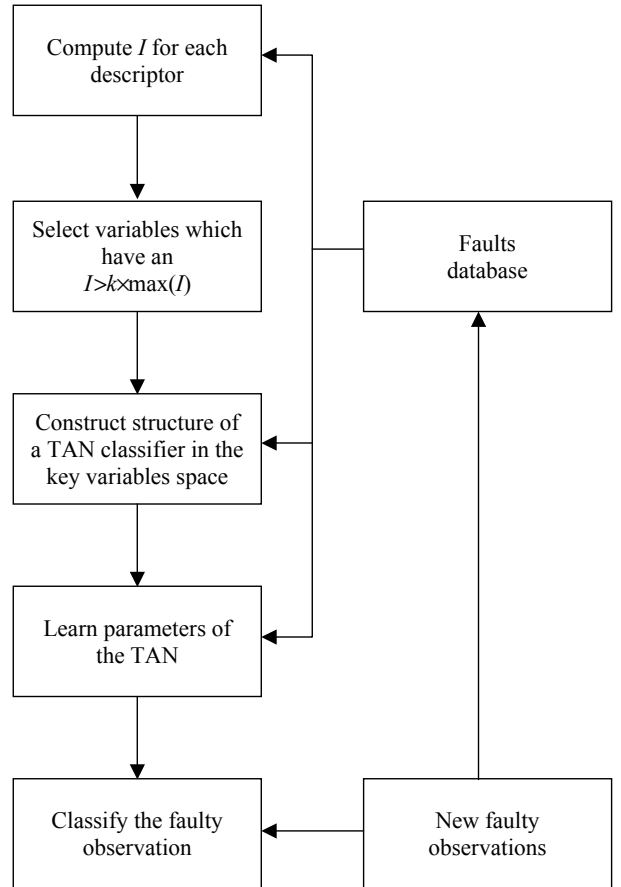 Compute I for each
descriptor
Select variables which
have an
I>k×max(I)
Faults
database
Construct structure of
a TAN classifier in the
key variables space
Learn parameters of
the TAN
Classify the faulty
observation
New faulty
observations